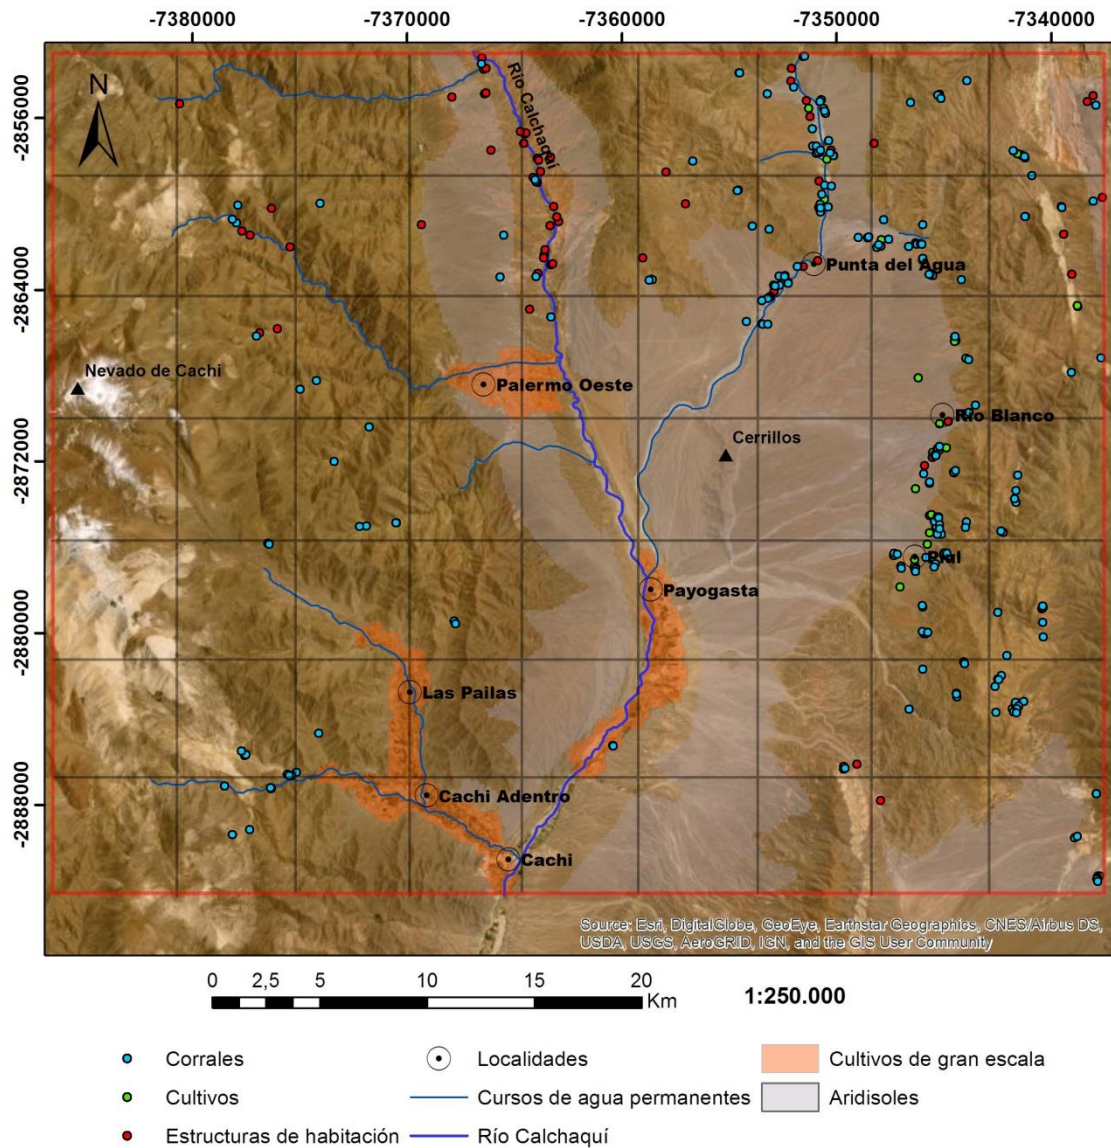 -7380000 -7370000 -7360000 -7350000 -7340000
-2856000
-2864000
-2872000
-2880000
-2888000
N
Río Calchaquí
Punta del Agua
Nevado de Cachi
Palermo Oeste
Río Blanco
Cerrillos
Piul
Payogasta
Las Pailas
Cachi Adentro
Cachi
Source: Esri, DigitalGlobe, GeoEye, Earthstar Geographics, CNES/Airbus DS,
USDA, USGS, AeroGRID, IGN, and the GIS User Community
0 2,5 5 10 15 20
Km
1:250.000
Corrales Localidades Cultivos de gran escala
Cultivos Cursos de agua permanentes Aridisoles
Estructuras de habitación Río Calchaquí